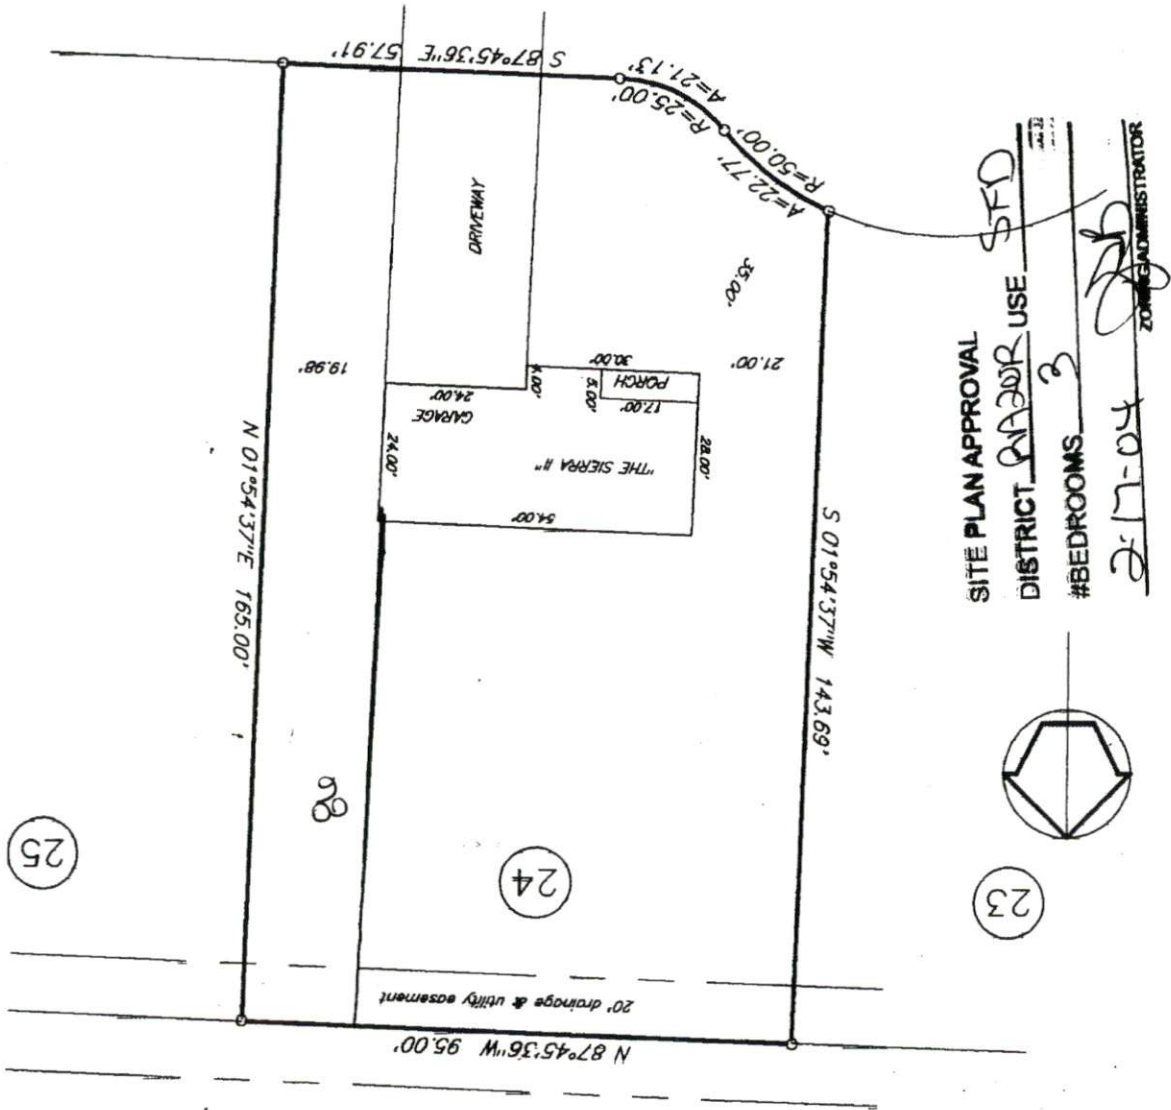 S 87°45'36"E 57.91'
A=21.13'
R=25.00'
R=50.00'
A=22.77'
DRIVEWAY
35.00'
21.00'
19.98'
30.00'
4.00'
PORCH
5.00'
17.00'
24.00'
GARAGE
24.00'
"THE SIERRA II"
28.00'
54.00'
N 01°54'37"E 165.00'
S 01°54'37"W 143.69'
25
24
23
20' drainage & utility easement
N 87°45'36"W 95.00'
SITE PLAN APPROVAL
DISTRICT RA20R USE SFD
#BEDROOMS 3
2-17-04
ZONING ADMINISTRATOR